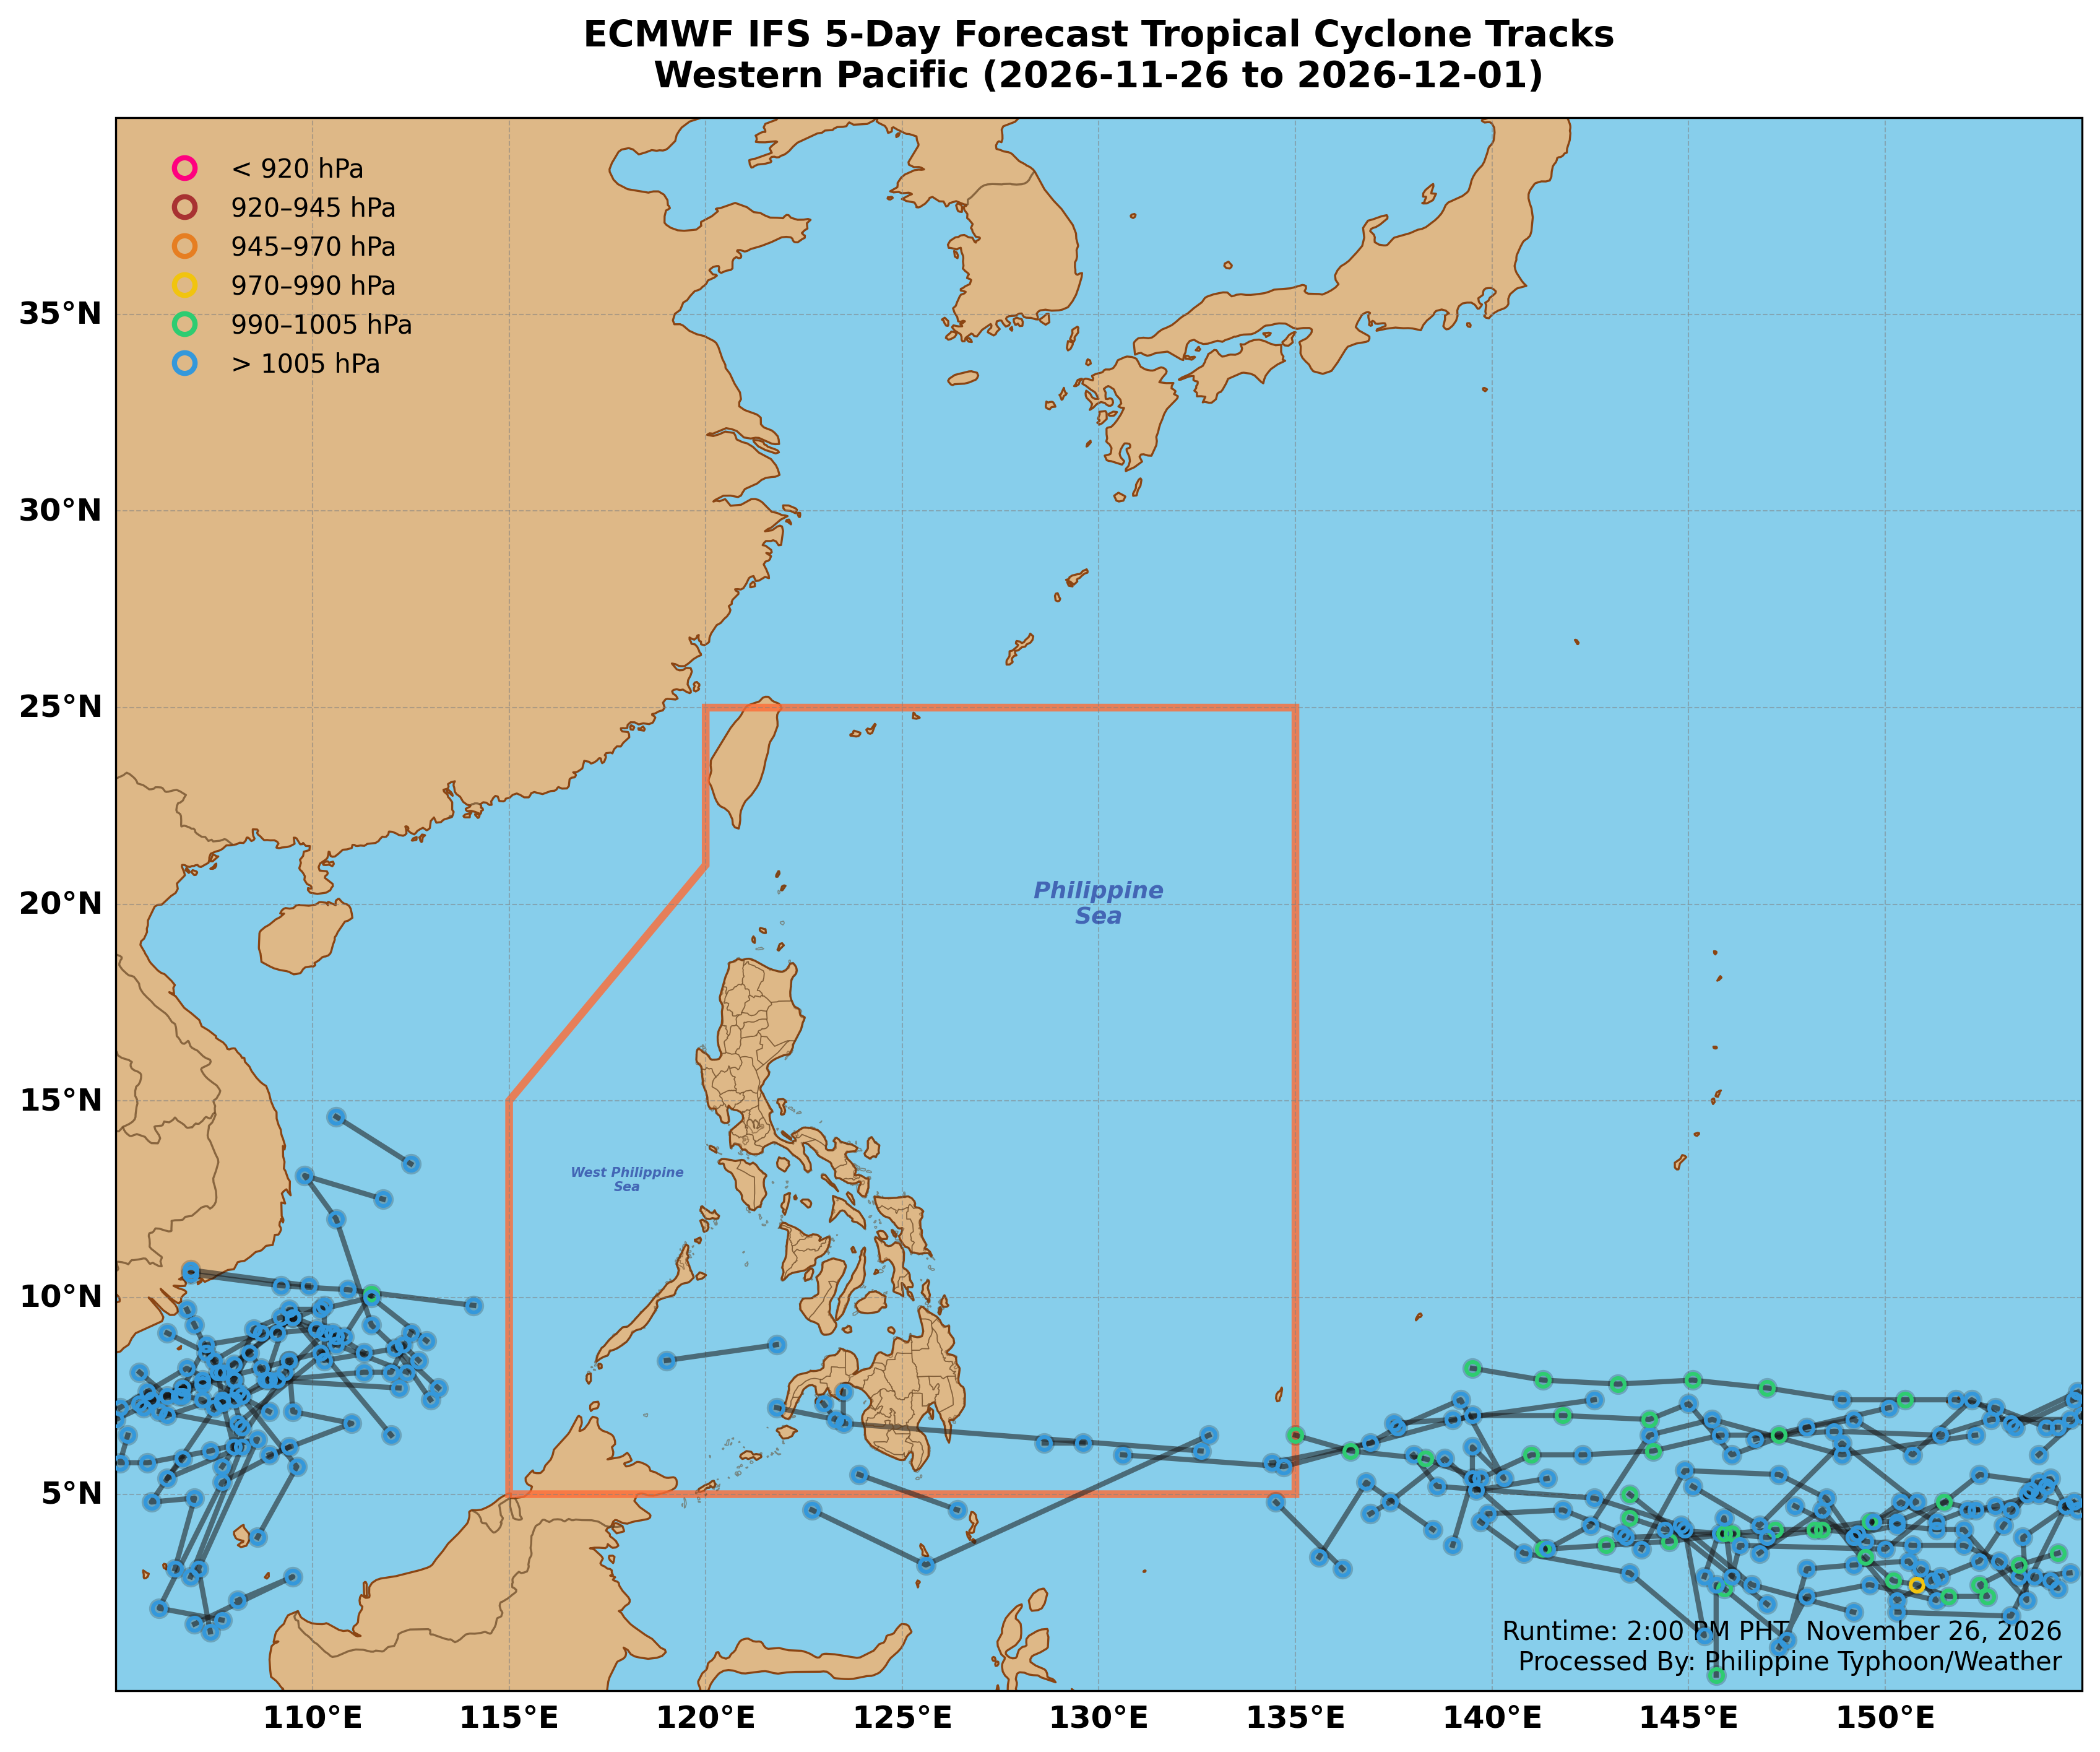 ECMWF IFS 5-Day Forecast Tropical Cyclone Tracks
Western Pacific (2026-11-26 to 2026-12-01)
< 920 hPa
920–945 hPa
945–970 hPa
970–990 hPa
990–1005 hPa
> 1005 hPa
35°N
30°N
25°N
20°N
15°N
10°N
5°N
Philippine
Sea
West Philippine
Sea
Runtime: 2:00 PM PHT, November 26, 2026
Processed By: Philippine Typhoon/Weather
110°E
115°E
120°E
125°E
130°E
135°E
140°E
145°E
150°E